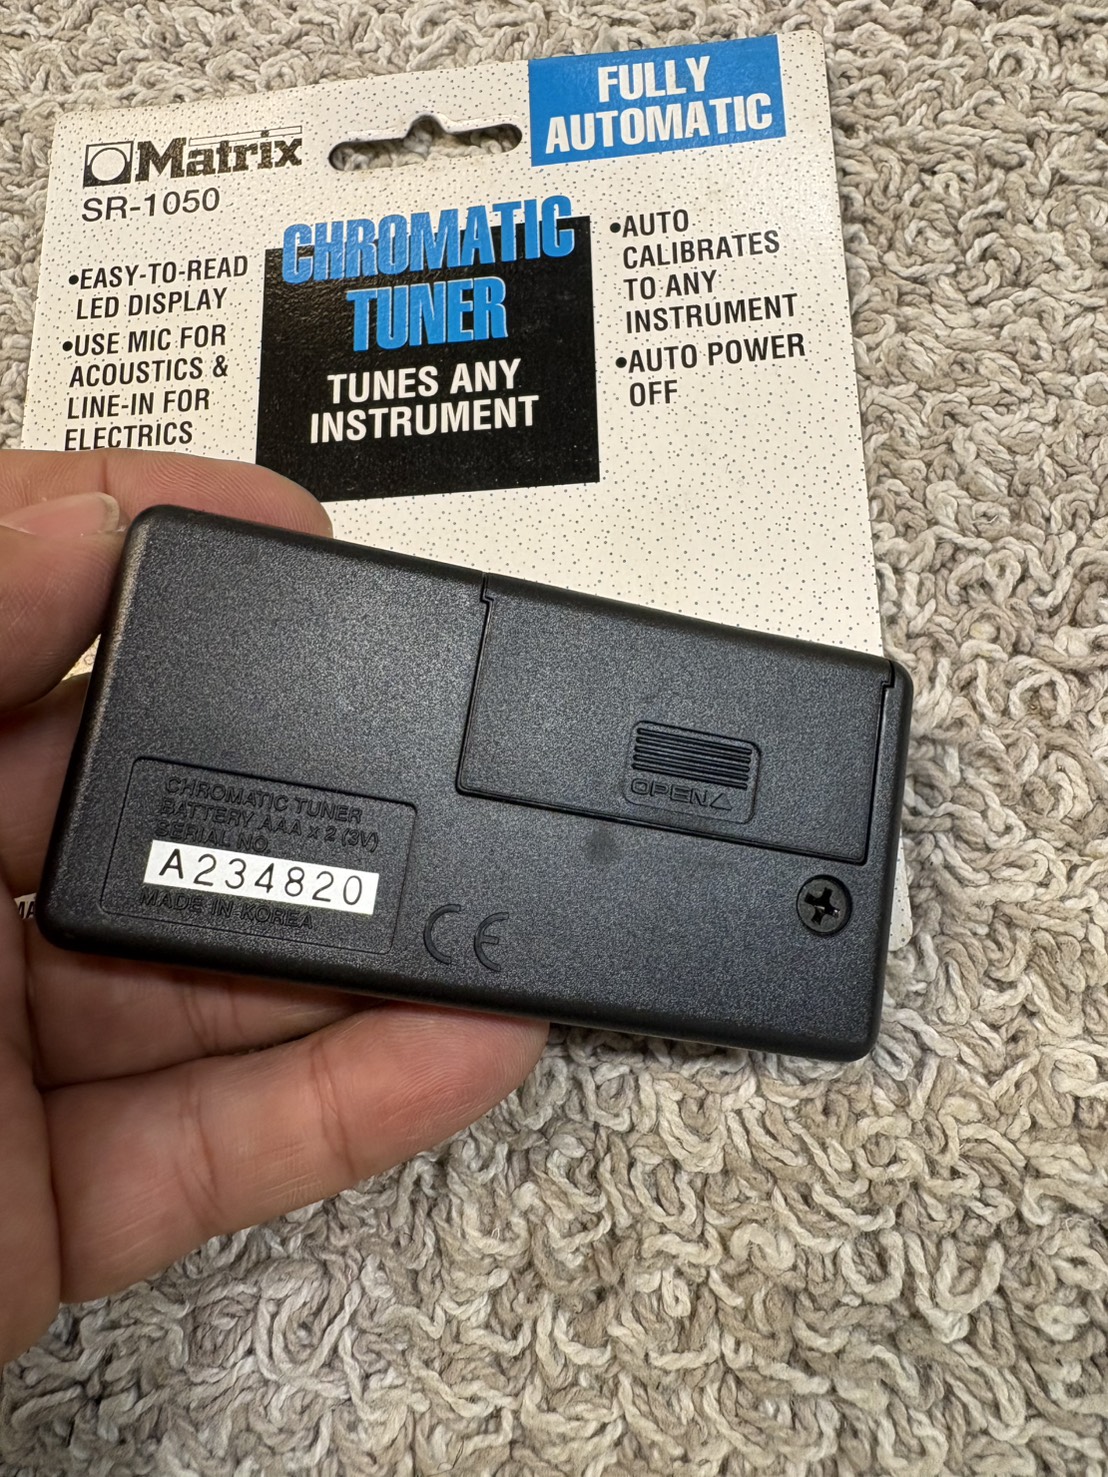 FULLY
AUTOMATIC
Matrix
SR-1050
CHROMATIC
TUNER
TUNES ANY
INSTRUMENT
•EASY-TO-READ
LED DISPLAY
•USE MIC FOR
ACOUSTICS &
LINE-IN FOR
ELECTRICS
•AUTO
CALIBRATES
TO ANY
INSTRUMENT
•AUTO POWER
OFF
OPEN
CHROMATIC TUNER
BATTERY AAA x 2 (3V)
SERIAL NO.
A234820
MADE IN KOREA
CE